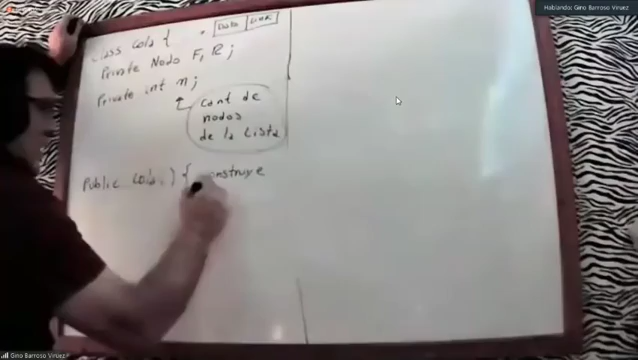 Hablando: Gino Barroso Viruez
Class Cola {
Data Link
Private Nodo F, R;
Private int n;
Cant de
nodos
de la Lista
Public Cola ) { construye
Gino Barroso Viruez